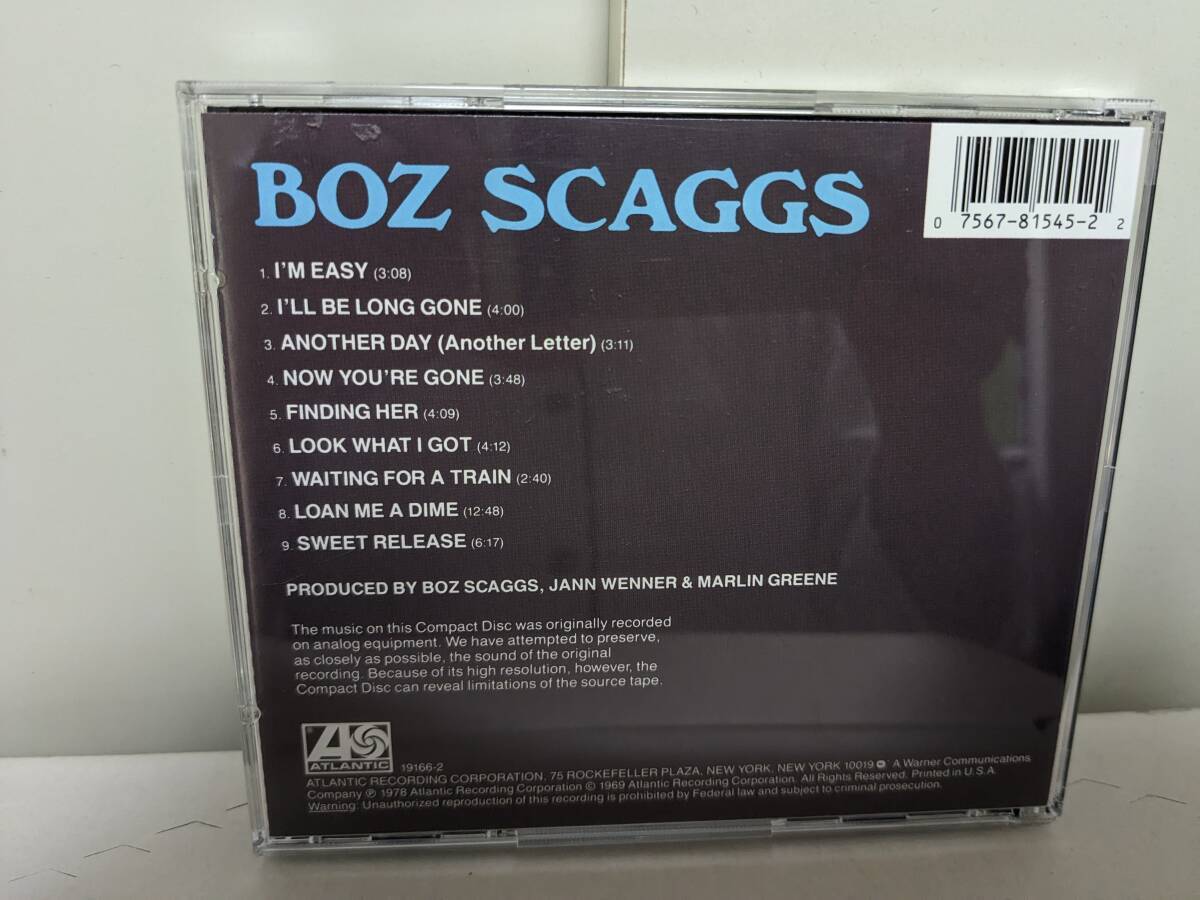 BOZ SCAGGS
0 7567-81545-2 2
1. I'M EASY (3:08)
2. I'LL BE LONG GONE (4:00)
3. ANOTHER DAY (Another Letter) (3:11)
4. NOW YOU'RE GONE (3:48)
5. FINDING HER (4:09)
6. LOOK WHAT I GOT (4:12)
7. WAITING FOR A TRAIN (2:40)
8. LOAN ME A DIME (12:48)
9. SWEET RELEASE (6:17)
PRODUCED BY BOZ SCAGGS, JANN WENNER & MARLIN GREENE
The music on this Compact Disc was originally recorded
on analog equipment. We have attempted to preserve,
as closely as possible, the sound of the original
recording. Because of its high resolution, however, the
Compact Disc can reveal limitations of the source tape.
ATLANTIC 19166-2
ATLANTIC RECORDING CORPORATION, 75 ROCKEFELLER PLAZA, NEW YORK, NEW YORK 10019 A Warner Communications
Company ℗ 1978 Atlantic Recording Corporation © 1969 Atlantic Recording Corporation. All Rights Reserved. Printed in U.S.A.
Warning: Unauthorized reproduction of this recording is prohibited by Federal law and subject to criminal prosecution.